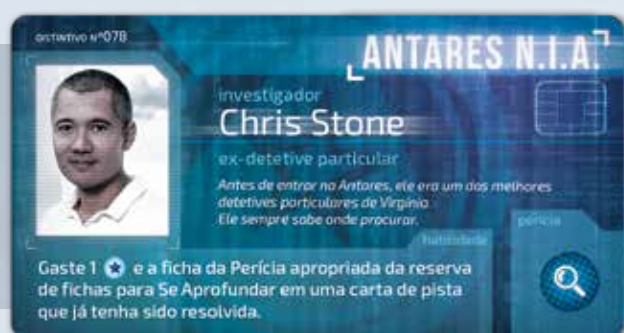 DISTINTIVO Nº078
ANTARES N.I.A.
investigador
Chris Stone
ex-detetive particular
Antes de entrar na Antares, ele era um dos melhores
detetives particulares de Virgínia.
Ele sempre sabe onde procurar.
habilidade
perícia
Gaste 1 e a ficha da Perícia apropriada da reserva
de fichas para Se Aprofundar em uma carta de pista
que já tenha sido resolvida.